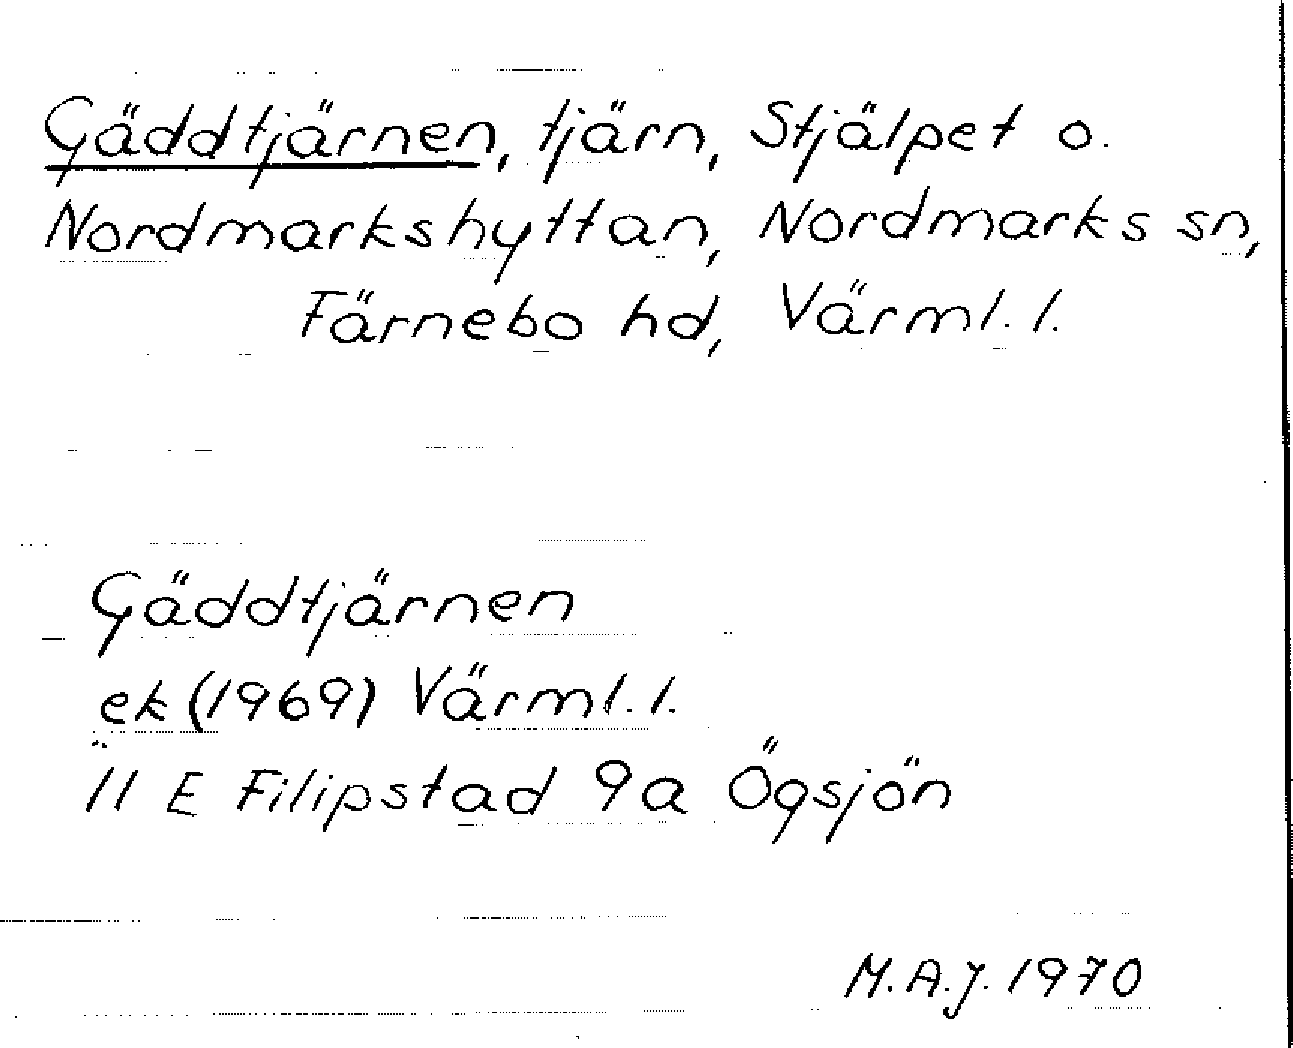 Gäddtjärnen, tjärn, Stjälpet o.
Nordmarkshyttan, Nordmarks sn,
Färnebo hd, Värml. l.
Gäddtjärnen
ek (1969) Värml. l.
11 E Filipstad 9a Ögsjön
M.A.J. 1970